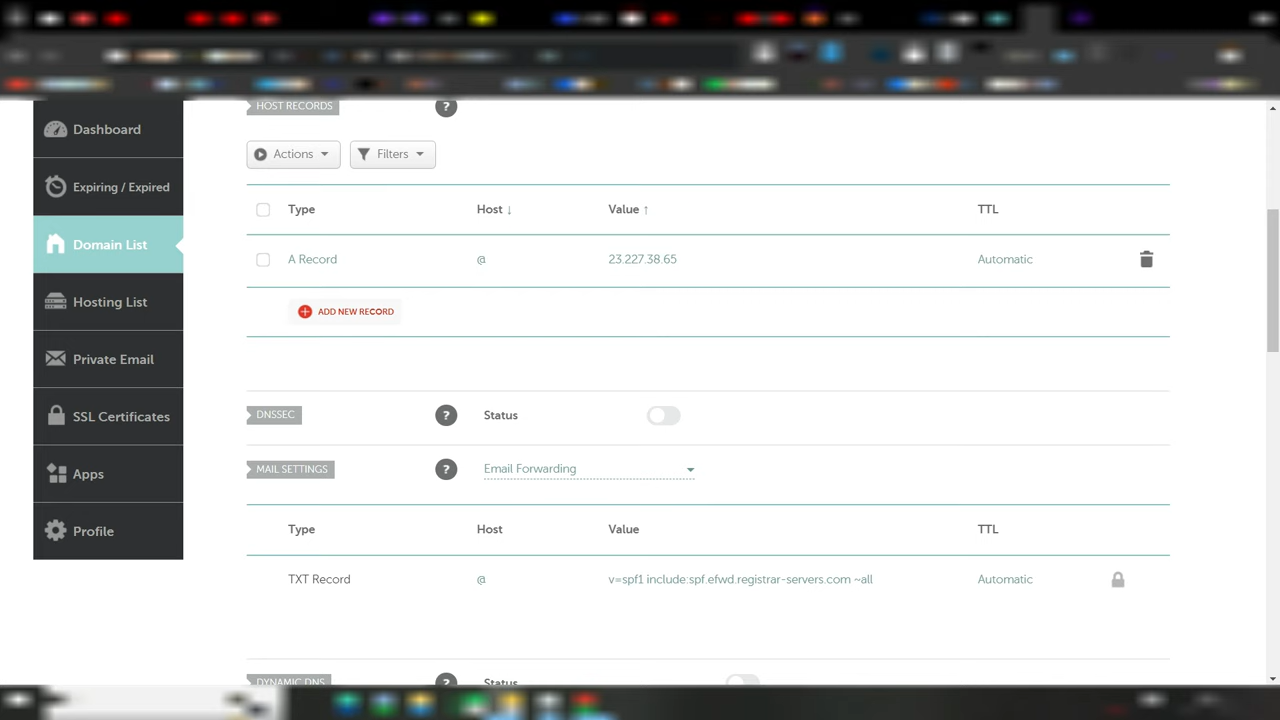 HOST RECORDS ?
Dashboard
Expiring / Expired
Domain List
Hosting List
Private Email
SSL Certificates
Apps
Profile
Actions Filters
Type Host ↓ Value ↑ TTL
A Record @ 23.227.38.65 Automatic
ADD NEW RECORD
DNSSEC ? Status
MAIL SETTINGS ? Email Forwarding
Type Host Value TTL
TXT Record @ v=spf1 include:spf.efwd.registrar-servers.com ~all Automatic
DYNAMIC DNS ? Status